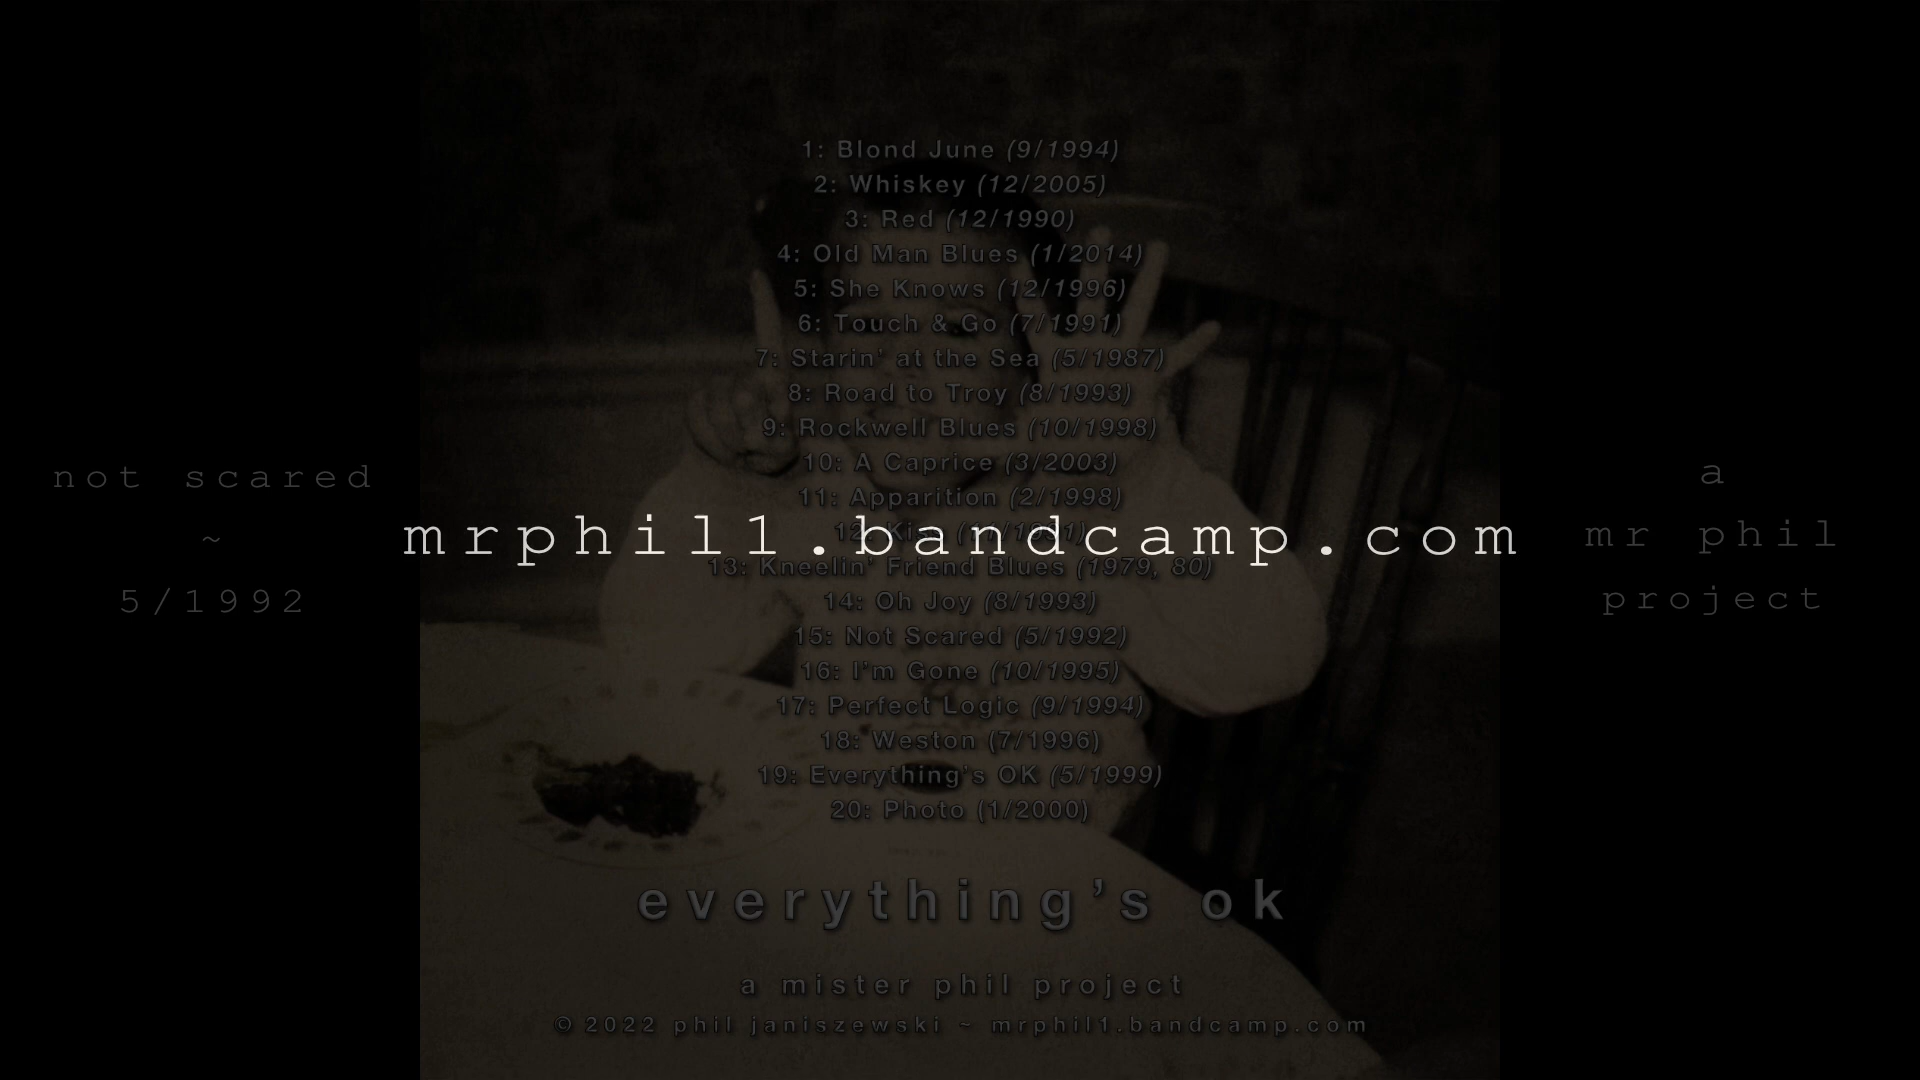 1: Blond June (9/1994)
2: Whiskey (12/2005)
3: Red (12/1990)
4: Old Man Blues (1/2014)
5: She Knows (12/1996)
6: Touch & Go (7/1991)
7: Starin’ at the Sea (5/1987)
8: Road to Troy (8/1993)
9: Rockwell Blues (10/1998)
10: A Caprice (3/2003)
11: Apparition (2/1998)
12: Kiss (11/1981)
13: Kneelin’ Friend Blues (1979, 80)
14: Oh Joy (8/1993)
15: Not Scared (5/1992)
16: I’m Gone (10/1995)
17: Perfect Logic (9/1994)
18: Weston (7/1996)
19: Everything’s OK (5/1999)
20: Photo (1/2000)
everything’s ok
a mister phil project
© 2022 phil janiszewski ~ mrphil1.bandcamp.com
mrphil1.bandcamp.com
not scared
~
5/1992
a
mr phil
project